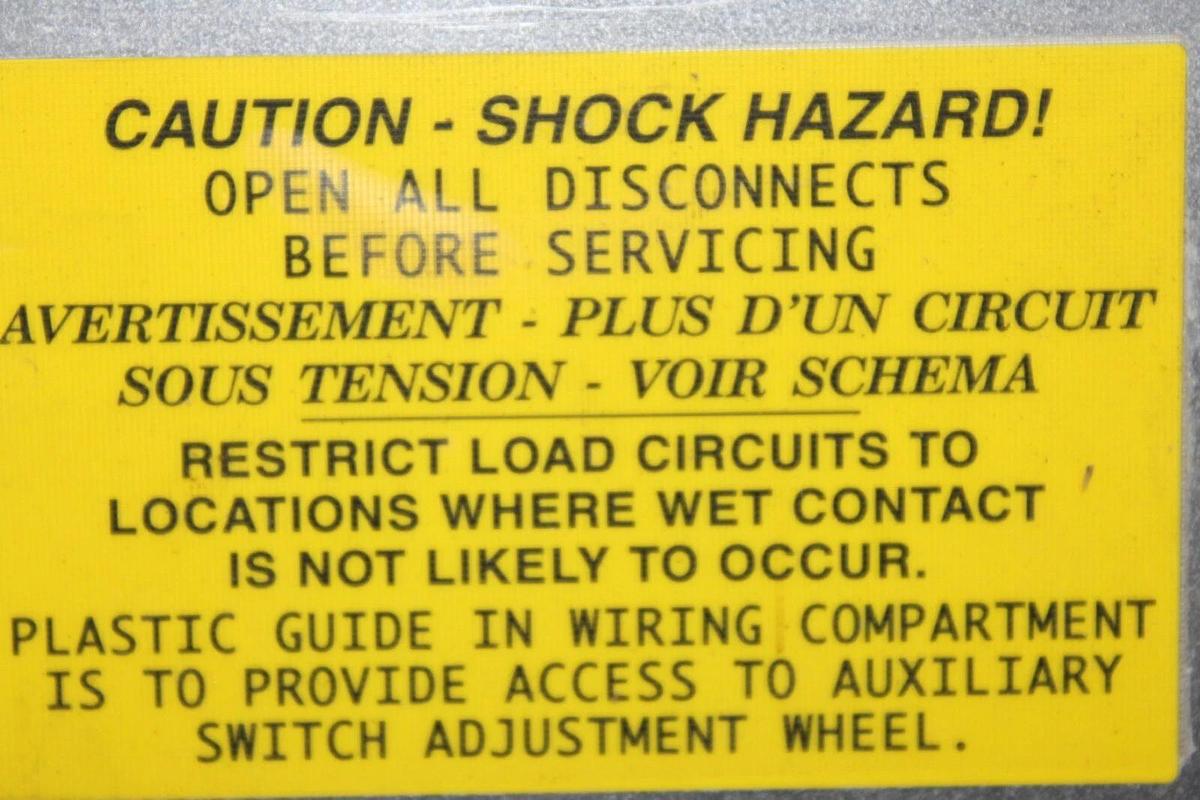 CAUTION - SHOCK HAZARD!
OPEN ALL DISCONNECTS
BEFORE SERVICING
AVERTISSEMENT - PLUS D'UN CIRCUIT
SOUS TENSION - VOIR SCHEMA
RESTRICT LOAD CIRCUITS TO
LOCATIONS WHERE WET CONTACT
IS NOT LIKELY TO OCCUR.
PLASTIC GUIDE IN WIRING COMPARTMENT
IS TO PROVIDE ACCESS TO AUXILIARY
SWITCH ADJUSTMENT WHEEL.